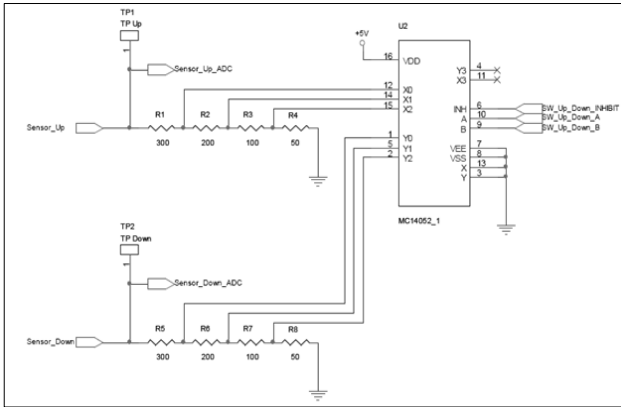 TP1
TP Up
1
Sensor_Up_ADC
Sensor_Up
R1 R2 R3 R4
300 200 100 50
+5V
U2
16 VDD
Y3 4
X3 11
12 X0
14 X1
15 X2
INH 6 SW_Up_Down_INHIBIT
A 10 SW_Up_Down_A
B 9 SW_Up_Down_B
1 Y0
5 Y1
2 Y2
VEE 7
VSS 8
X 13
Y 3
MC14052_1
TP2
TP Down
1
Sensor_Down_ADC
Sensor_Down
R5 R6 R7 R8
300 200 100 50